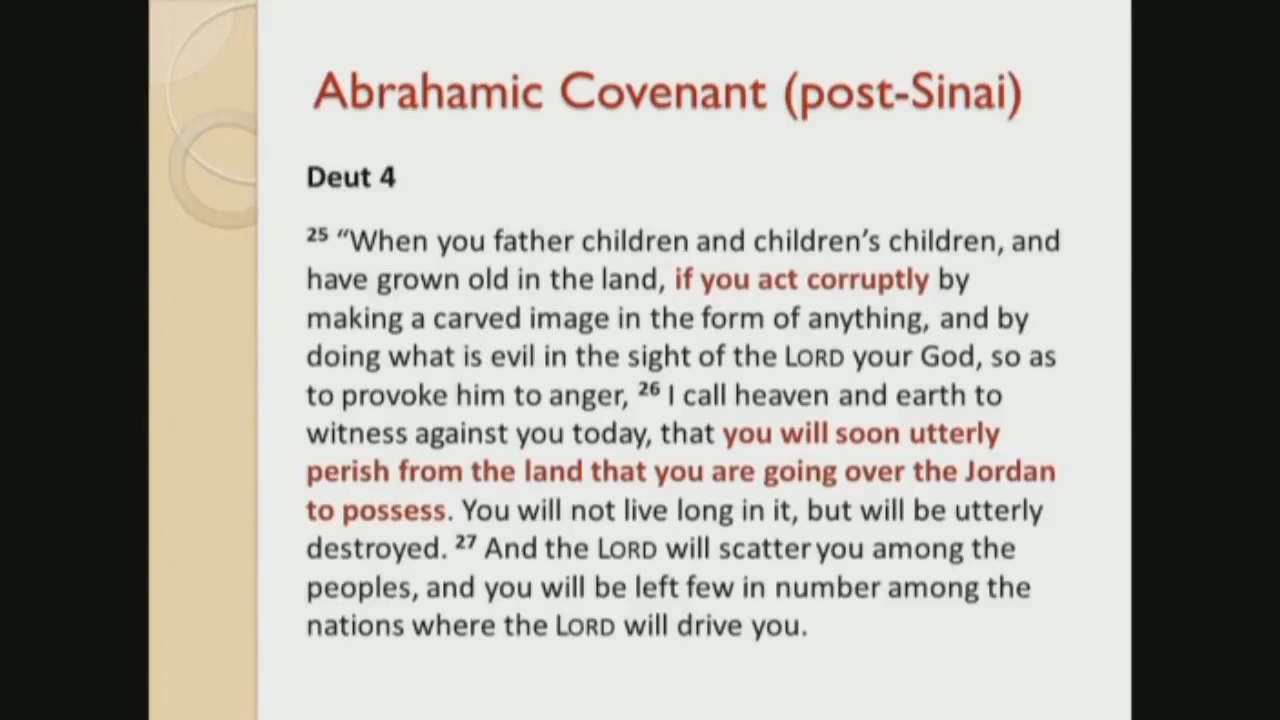 Abrahamic Covenant (post-Sinai)
Deut 4
25 “When you father children and children’s children, and
have grown old in the land, if you act corruptly by
making a carved image in the form of anything, and by
doing what is evil in the sight of the LORD your God, so as
to provoke him to anger, 26 I call heaven and earth to
witness against you today, that you will soon utterly
perish from the land that you are going over the Jordan
to possess. You will not live long in it, but will be utterly
destroyed. 27 And the LORD will scatter you among the
peoples, and you will be left few in number among the
nations where the LORD will drive you.